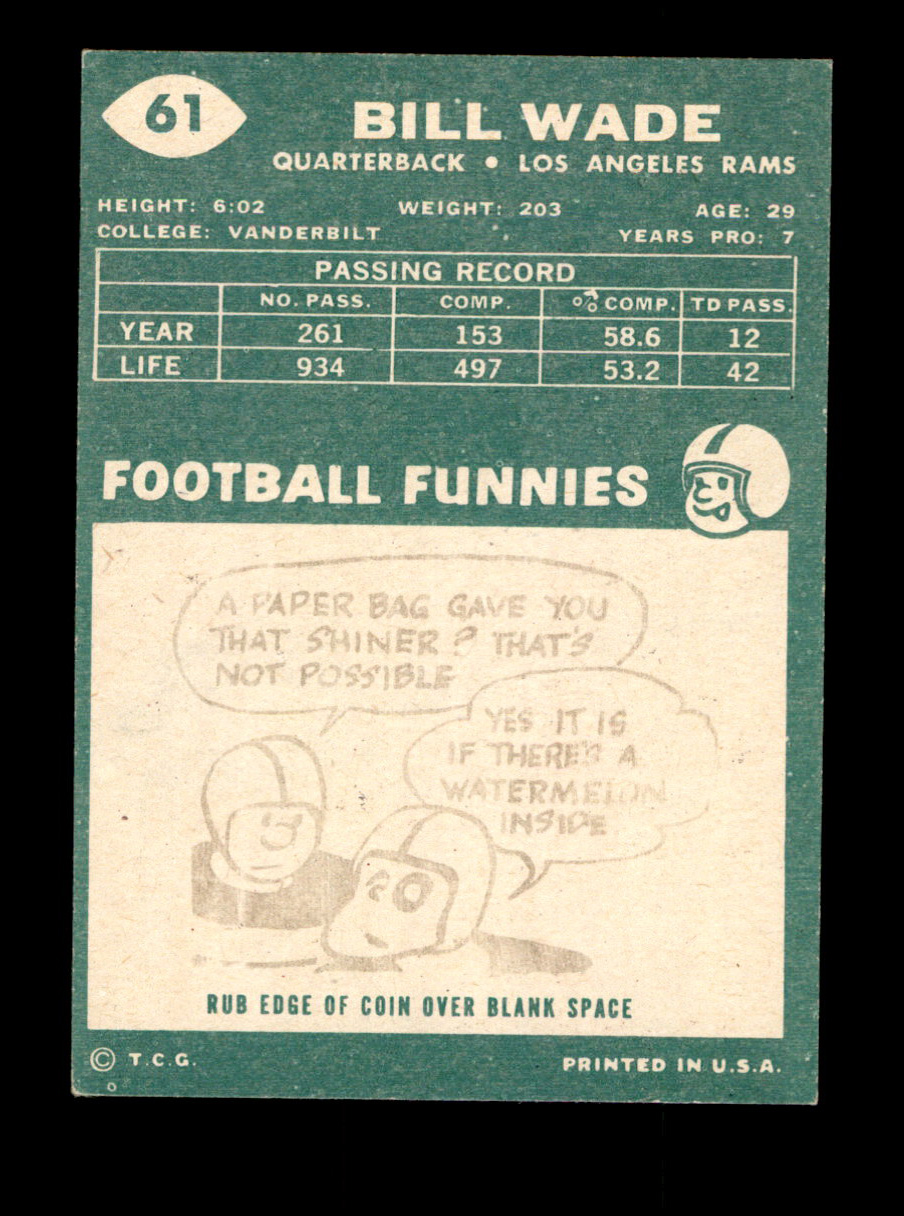 61
BILL WADE
QUARTERBACK • LOS ANGELES RAMS
HEIGHT: 6:02 WEIGHT: 203 AGE: 29
COLLEGE: VANDERBILT YEARS PRO: 7
PASSING RECORD
NO. PASS. COMP. % COMP. TD PASS.
YEAR 261 153 58.6 12
LIFE 934 497 53.2 42
FOOTBALL FUNNIES
A PAPER BAG GAVE YOU
THAT SHINER? THAT'S
NOT POSSIBLE
YES IT IS
IF THERE'S A
WATERMELON
INSIDE
RUB EDGE OF COIN OVER BLANK SPACE
© T.C.G. PRINTED IN U.S.A.